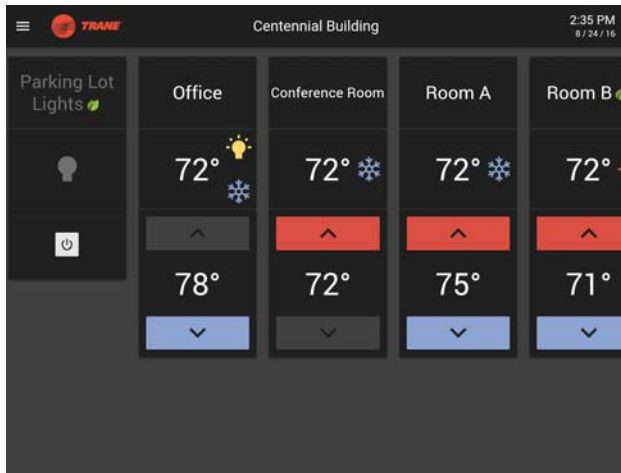 TRANE
Centennial Building
2:35 PM
8 / 24 / 16
Parking Lot
Lights
Office
Conference Room
Room A
Room B
72°
72°
72°
72°
78°
72°
75°
71°